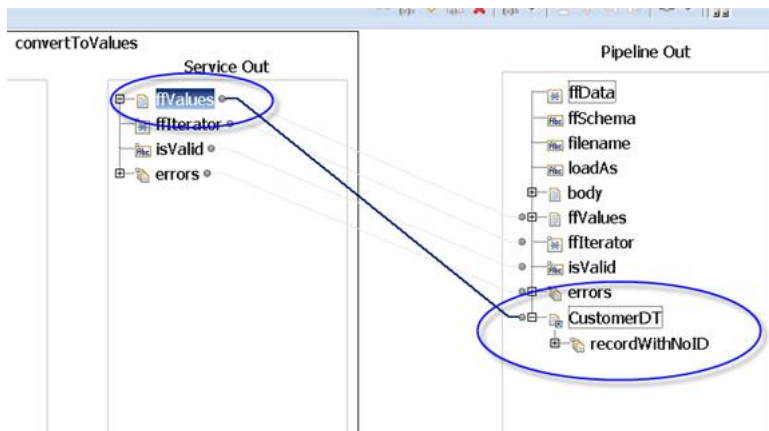 convertToValues
Service Out
ffValues
ffIterator
isValid
errors
Pipeline Out
ffData
ffSchema
filename
loadAs
body
ffValues
ffIterator
isValid
errors
CustomerDT
recordWithNoID